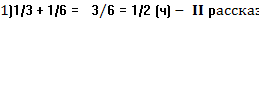 1)1/3 + 1/6 = 3/6 = 1/2 (ч) – II рассказ